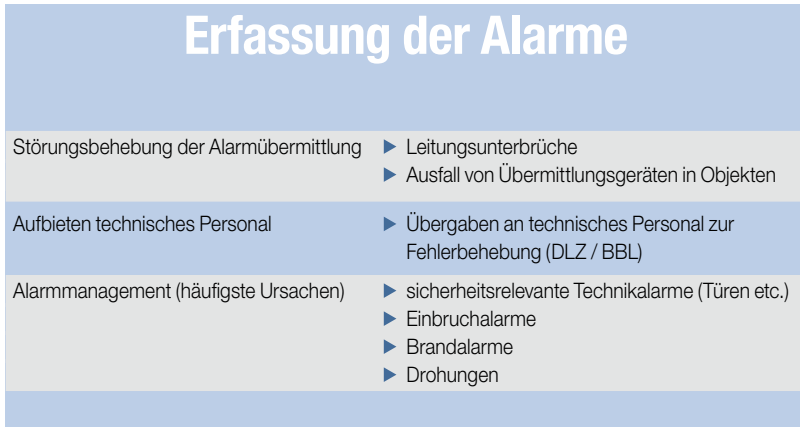 Erfassung der Alarme
Störungsbehebung der Alarmübermittlung ▶ Leitungsunterbrüche
▶ Ausfall von Übermittlungsgeräten in Objekten
Aufbieten technisches Personal ▶ Übergaben an technisches Personal zur
Fehlerbehebung (DLZ / BBL)
Alarmmanagement (häufigste Ursachen) ▶ sicherheitsrelevante Technikalarme (Türen etc.)
▶ Einbruchalarme
▶ Brandalarme
▶ Drohungen